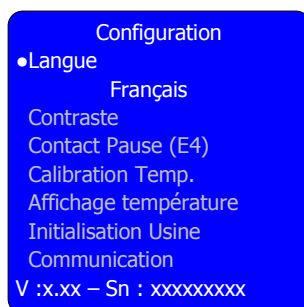 Configuration
●Langue
Français
Contraste
Contact Pause (E4)
Calibration Temp.
Affichage température
Initialisation Usine
Communication
V :x.xx – Sn : xxxxxxxxx